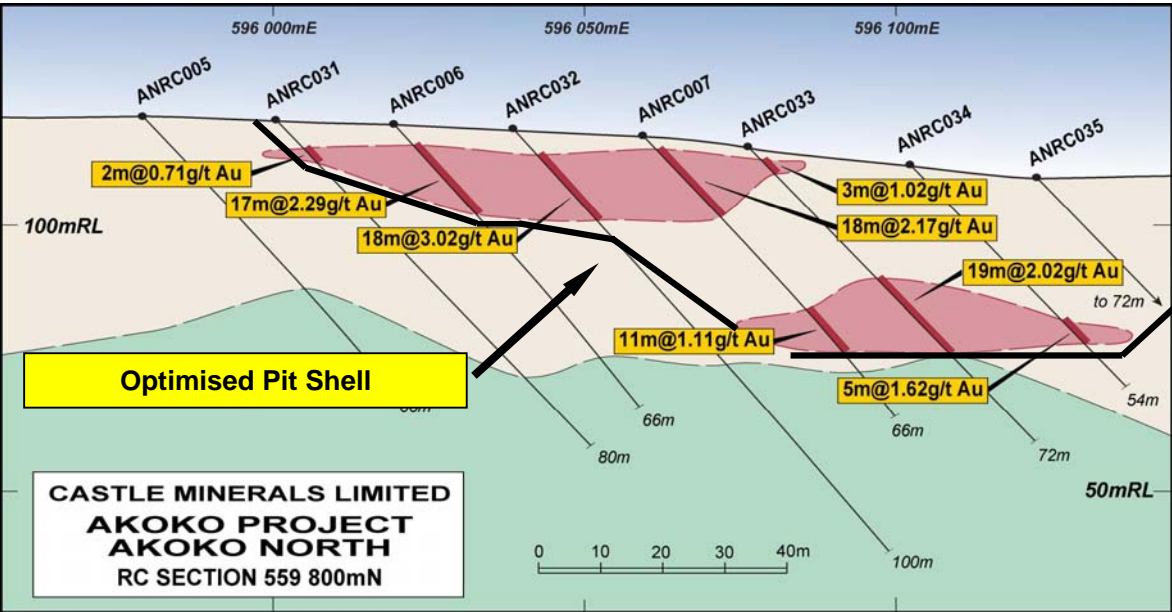 596 000mE
596 050mE
596 100mE
ANRC005
ANRC031
ANRC006
ANRC032
ANRC007
ANRC033
ANRC034
ANRC035
2m@0.71g/t Au
17m@2.29g/t Au
18m@3.02g/t Au
3m@1.02g/t Au
18m@2.17g/t Au
100mRL
19m@2.02g/t Au
to 72m
11m@1.11g/t Au
5m@1.62g/t Au
Optimised Pit Shell
54m
66m
66m
72m
80m
50mRL
100m
CASTLE MINERALS LIMITED
AKOKO PROJECT
AKOKO NORTH
RC SECTION 559 800mN
0 10 20 30 40m